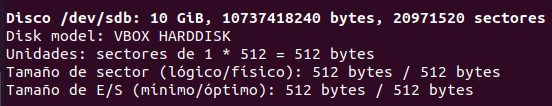 Disco /dev/sdb: 10 GiB, 10737418240 bytes, 20971520 sectores
Disk model: VBOX HARDDISK
Unidades: sectores de 1 * 512 = 512 bytes
Tamaño de sector (lógico/físico): 512 bytes / 512 bytes
Tamaño de E/S (mínimo/óptimo): 512 bytes / 512 bytes